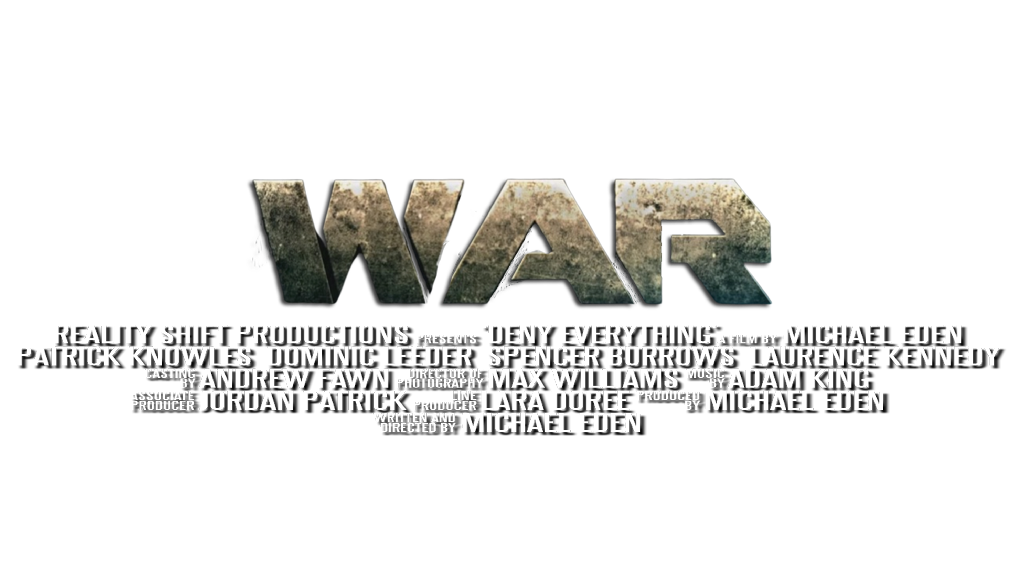 WAR
REALITY SHIFT PRODUCTIONS PRESENTS "DENY EVERYTHING" A FILM BY MICHAEL EDEN
PATRICK KNOWLES DOMINIC LEEDER SPENCER BURROWS LAURENCE KENNEDY
CASTING BY ANDREW FAWN DIRECTOR OF PHOTOGRAPHY MAX WILLIAMS MUSIC BY ADAM KING
ASSOCIATE PRODUCER JORDAN PATRICK LINE PRODUCER LARA DOREE PRODUCED BY MICHAEL EDEN
WRITTEN AND DIRECTED BY MICHAEL EDEN